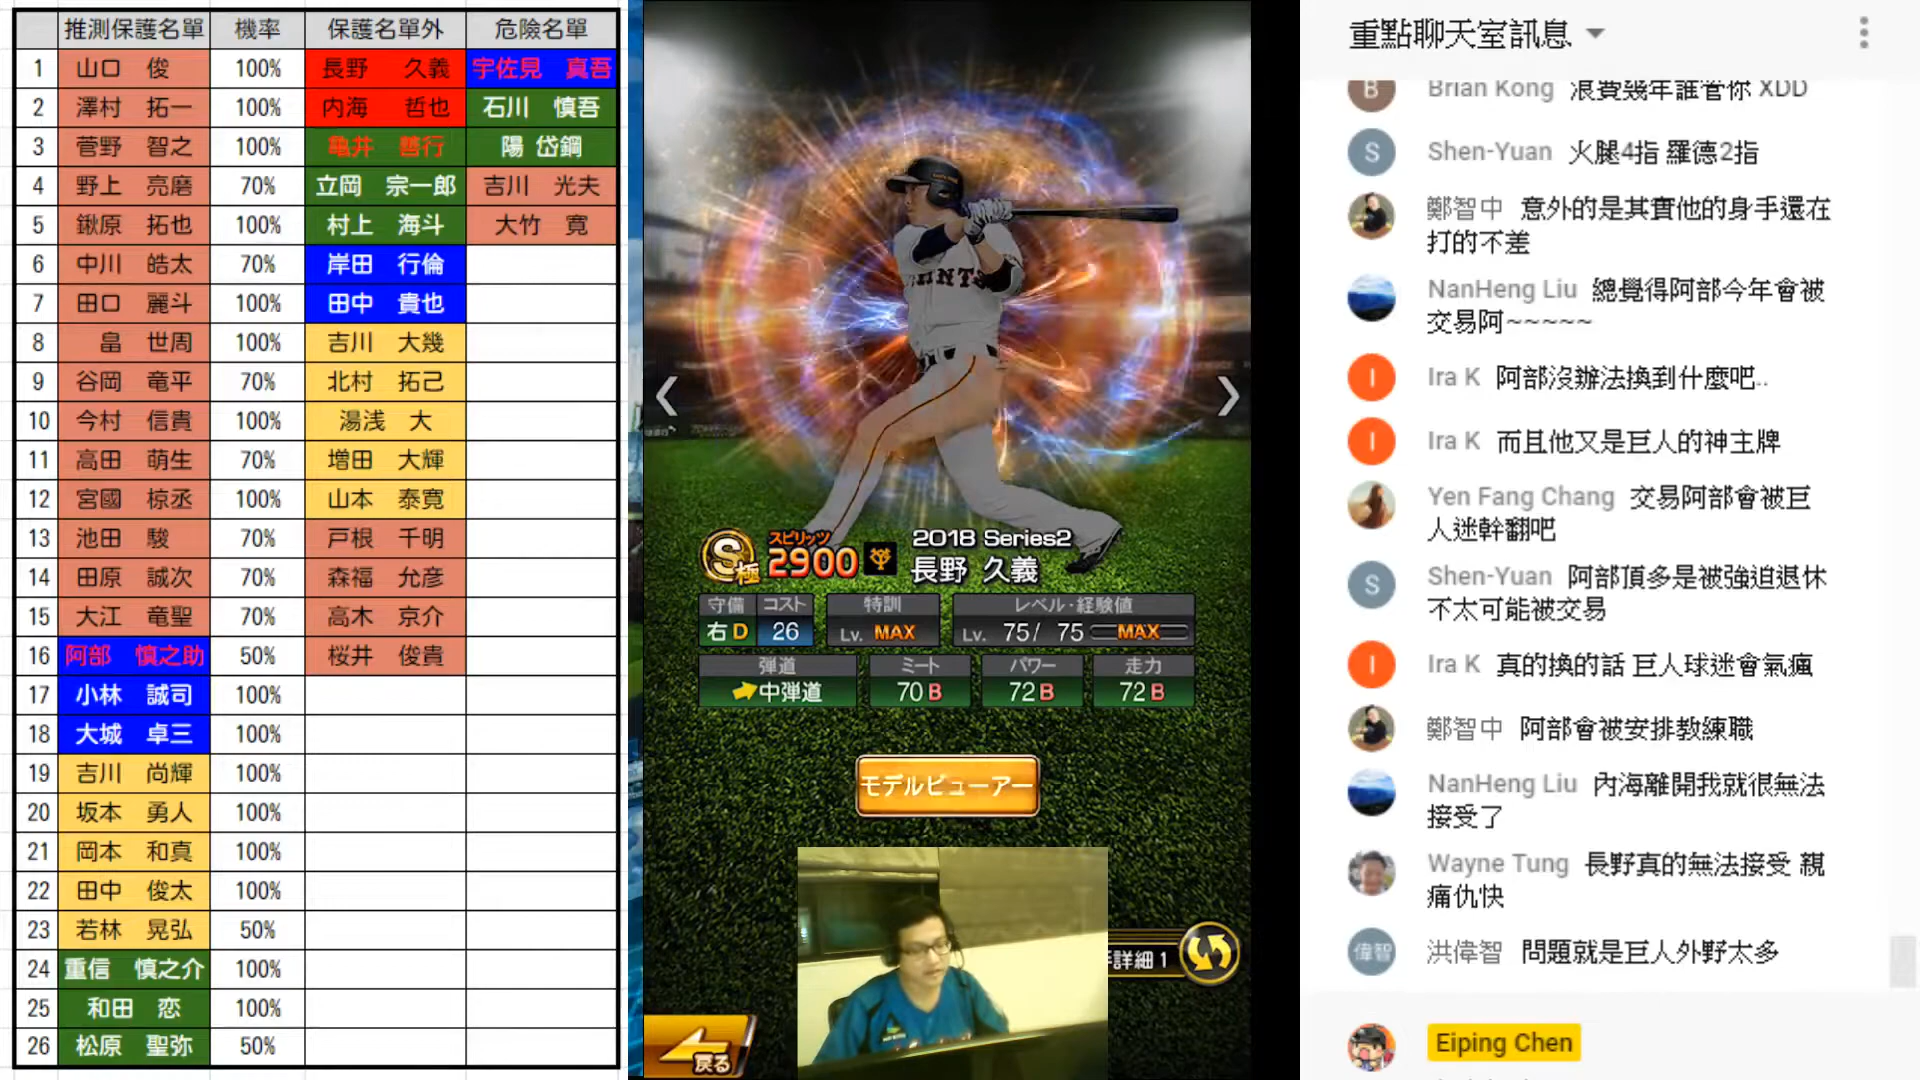 推測保護名單 機率 保護名單外 危險名單
1 山口 俊 100% 長野 久義 宇佐見 真吾
2 澤村 拓一 100% 内海 哲也 石川 慎吾
3 菅野 智之 100% 亀井 善行 陽 岱鋼
4 野上 亮磨 70% 立岡 宗一郎 吉川 光夫
5 鍬原 拓也 100% 村上 海斗 大竹 寛
6 中川 皓太 70% 岸田 行倫
7 田口 麗斗 100% 田中 貴也
8 畠 世周 100% 吉川 大幾
9 谷岡 竜平 70% 北村 拓己
10 今村 信貴 100% 湯浅 大
11 高田 萌生 70% 増田 大輝
12 宮國 椋丞 100% 山本 泰寛
13 池田 駿 70% 戸根 千明
14 田原 誠次 70% 森福 允彦
15 大江 竜聖 70% 高木 京介
16 阿部 慎之助 50% 桜井 俊貴
17 小林 誠司 100%
18 大城 卓三 100%
19 吉川 尚輝 100%
20 坂本 勇人 100%
21 岡本 和真 100%
22 田中 俊太 100%
23 若林 晃弘 50%
24 重信 慎之介 100%
25 和田 恋 100%
26 松原 聖弥 50%
S極 スピリッツ 2900 2018 Series2
長野 久義
守備 コスト 特訓 レベル・経験値
右D 26 Lv. MAX Lv. 75/ 75 MAX
弾道 ミート パワー 走力
中弾道 70B 72B 72B
モデルビューアー
詳細1
戻る
重點聊天室訊息
Brian Kong 浪費幾年誰管你 XDD
Shen-Yuan 火腿4指 羅德2指
鄭智中 意外的是其實他的身手還在
打的不差
NanHeng Liu 總覺得阿部今年會被
交易阿~~~~~
Ira K 阿部沒辦法換到什麼吧..
Ira K 而且他又是巨人的神主牌
Yen Fang Chang 交易阿部會被巨
人迷幹翻吧
Shen-Yuan 阿部頂多是被強迫退休
不太可能被交易
Ira K 真的換的話 巨人球迷會氣瘋
鄭智中 阿部會被安排教練職
NanHeng Liu 內海離開我就很無法
接受了
Wayne Tung 長野真的無法接受 親
痛仇快
洪偉智 問題就是巨人外野太多
Eiping Chen